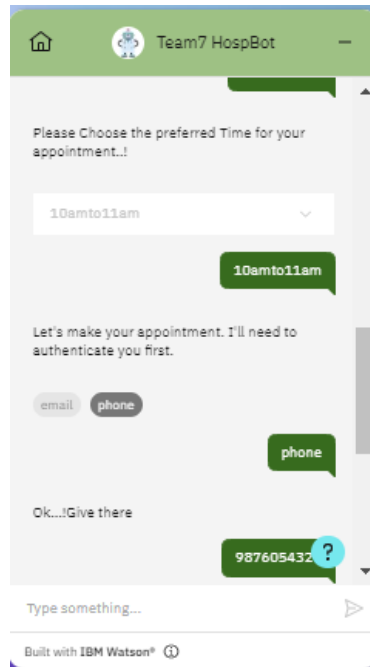 Team7 HospBot
Please Choose the preferred Time for your
appointment..!
10amto11am
10amto11am
Let's make your appointment. I'll need to
authenticate you first.
email phone
phone
Ok...!Give there
987605432
?
Type something...
Built with IBM Watson®